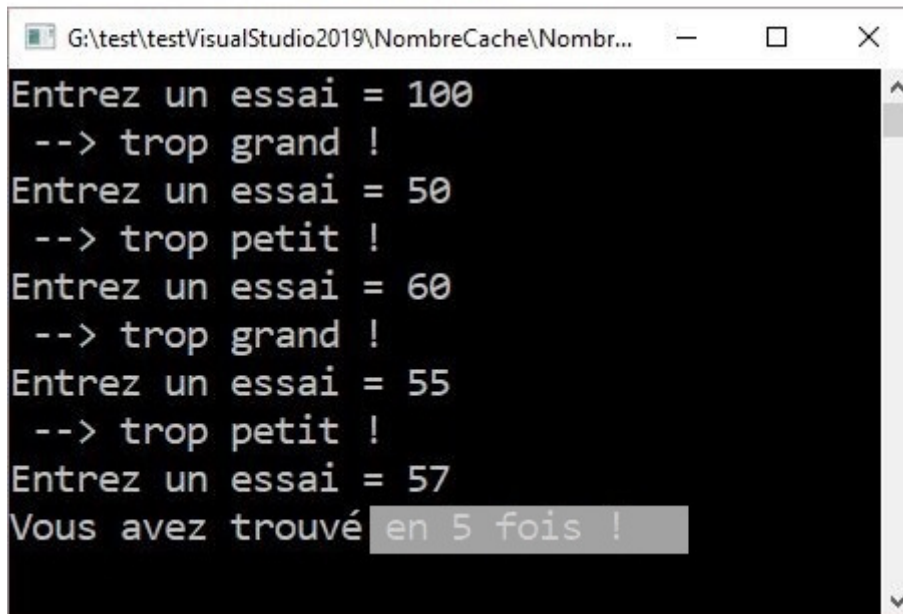 G:\test\testVisualStudio2019\NombreCache\Nombr...
Entrez un essai = 100
--> trop grand !
Entrez un essai = 50
--> trop petit !
Entrez un essai = 60
--> trop grand !
Entrez un essai = 55
--> trop petit !
Entrez un essai = 57
Vous avez trouvé en 5 fois !